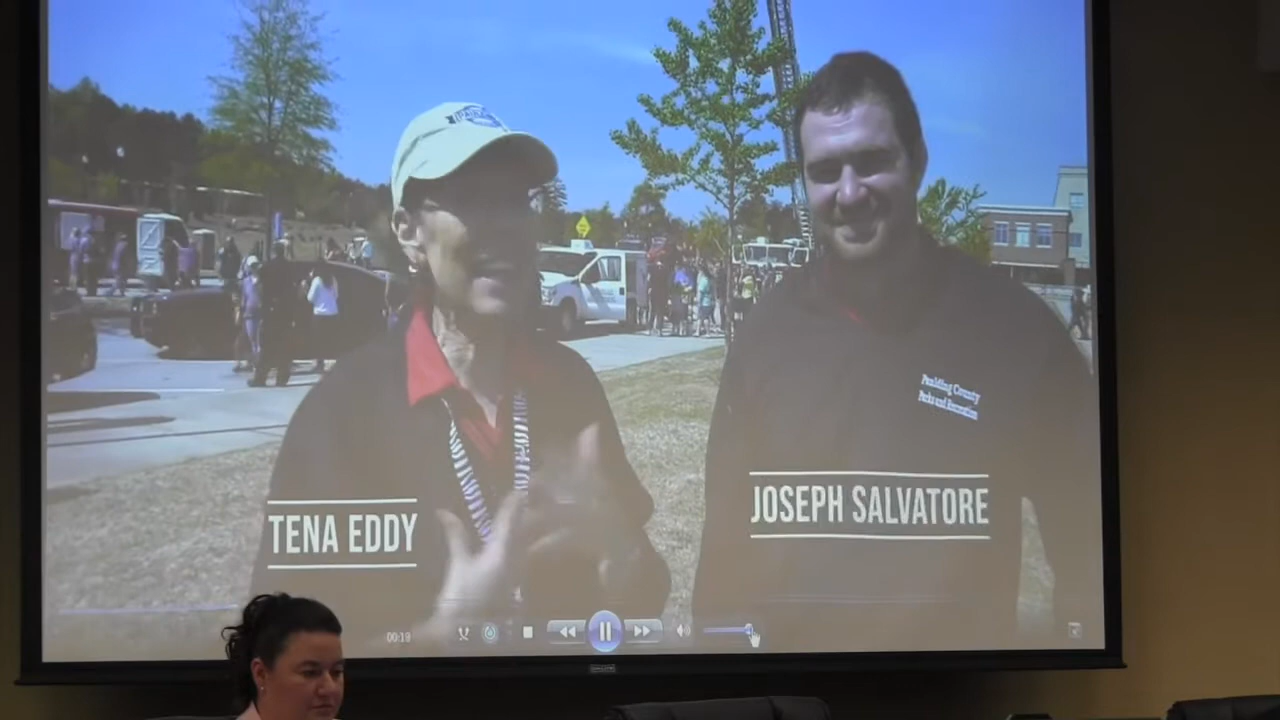 Paulding County
Parks and Recreation
TENA EDDY
JOSEPH SALVATORE
00:19